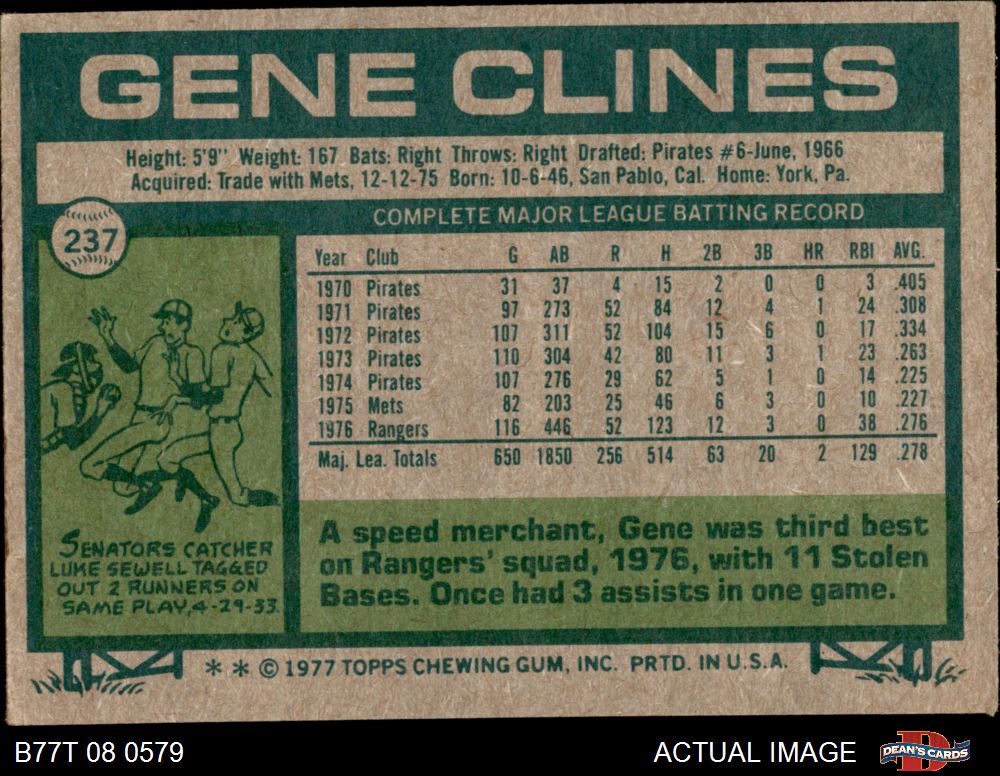 GENE CLINES
Height: 5'9" Weight: 167 Bats: Right Throws: Right Drafted: Pirates #6-June, 1966
Acquired: Trade with Mets, 12-12-75 Born: 10-6-46, San Pablo, Cal. Home: York, Pa.
237
COMPLETE MAJOR LEAGUE BATTING RECORD
Year Club G AB R H 2B 3B HR RBI AVG.
1970 Pirates 31 37 4 15 2 0 0 3 .405
1971 Pirates 97 273 52 84 12 4 1 24 .308
1972 Pirates 107 311 52 104 15 6 0 17 .334
1973 Pirates 110 304 42 80 11 3 1 23 .263
1974 Pirates 107 276 29 62 5 1 0 14 .225
1975 Mets 82 203 25 46 6 3 0 10 .227
1976 Rangers 116 446 52 123 12 3 0 38 .276
Maj. Lea. Totals 650 1850 256 514 63 20 2 129 .278
SENATORS CATCHER
LUKE SEWELL TAGGED
OUT 2 RUNNERS ON
SAME PLAY, 4-29-33.
A speed merchant, Gene was third best
on Rangers' squad, 1976, with 11 Stolen
Bases. Once had 3 assists in one game.
** © 1977 TOPPS CHEWING GUM, INC. PRTD. IN U.S.A.
B77T 08 0579
ACTUAL IMAGE
D
DEAN'S CARDS